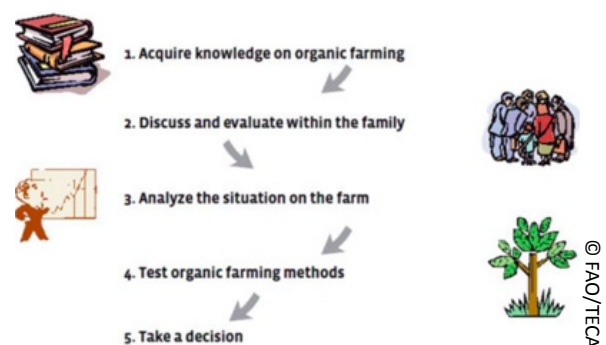 1. Acquire knowledge on organic farming
2. Discuss and evaluate within the family
3. Analyze the situation on the farm
4. Test organic farming methods
5. Take a decision
© FAO/TECA